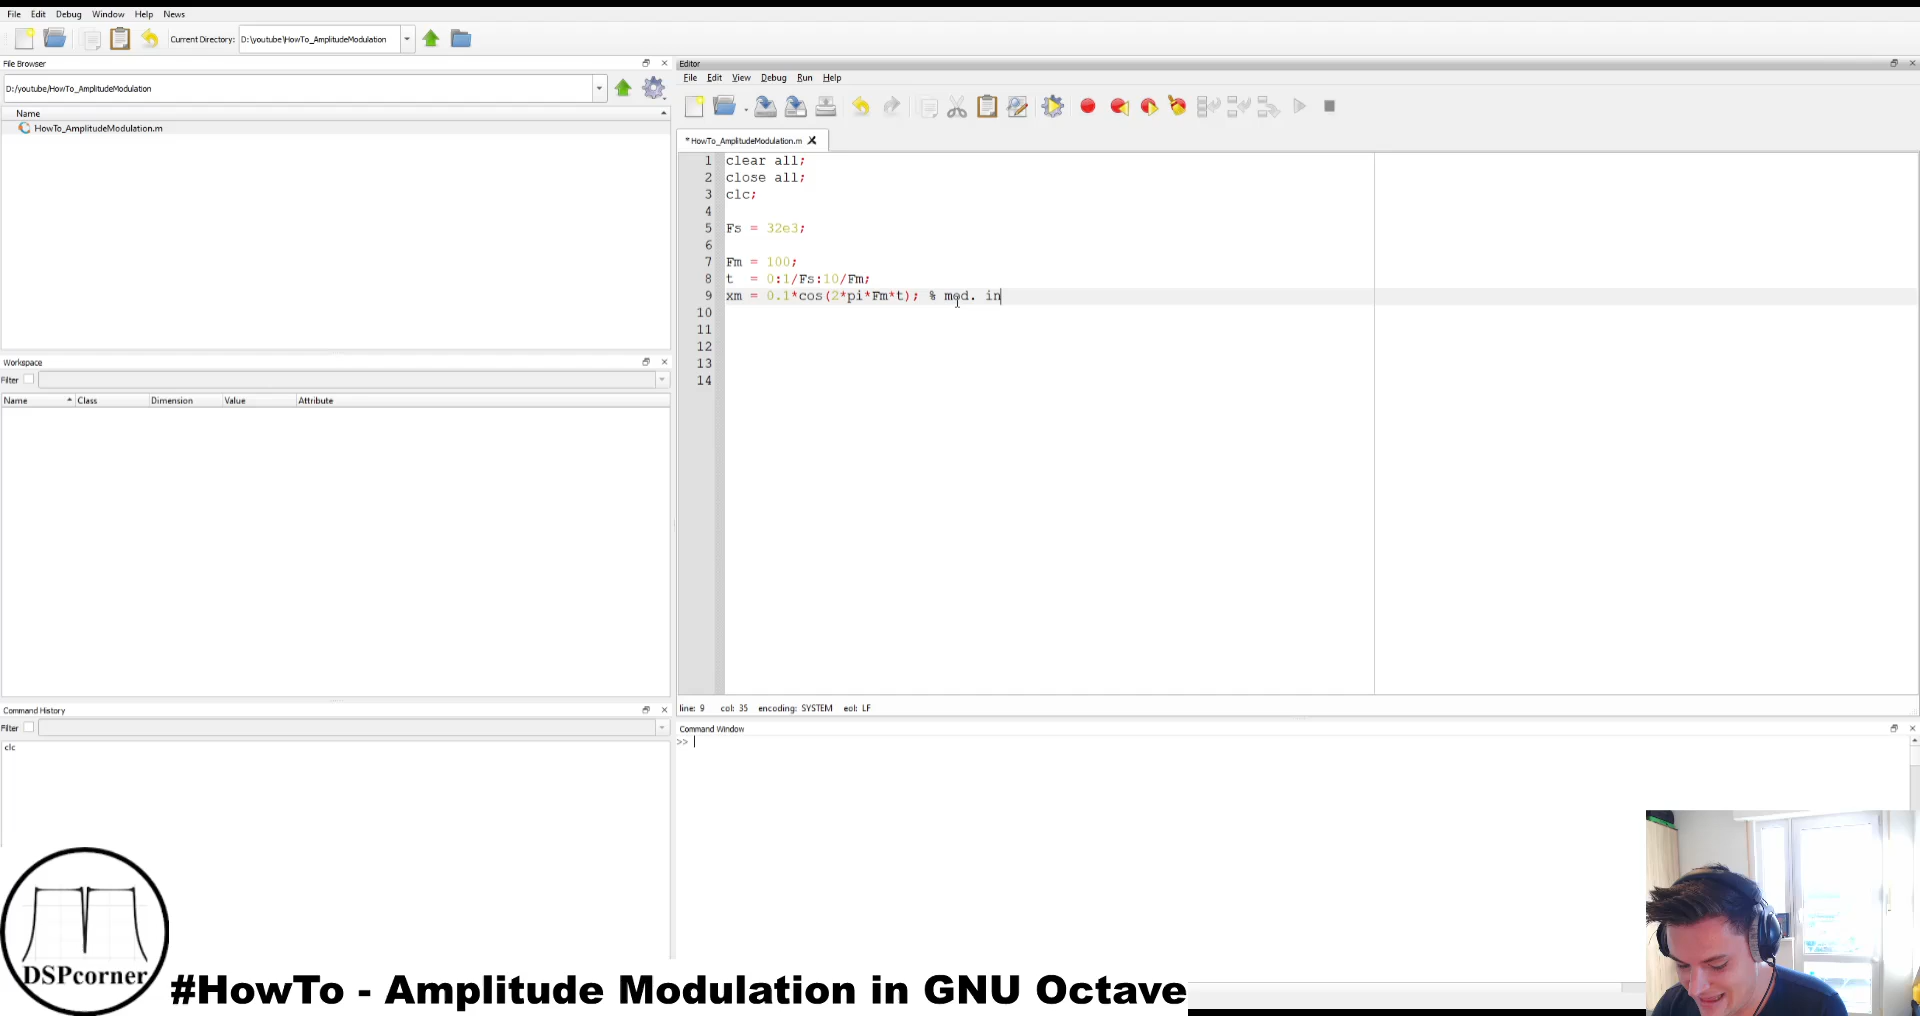 File Edit Debug Window Help News
Current Directory: D:\youtube\HowTo_AmplitudeModulation
File Browser
D:/youtube/HowTo_AmplitudeModulation
Name
HowTo_AmplitudeModulation.m
Workspace
Filter
Name Class Dimension Value Attribute
Command History
Filter
clc
Editor
File Edit View Debug Run Help
* HowTo_AmplitudeModulation.m
1 clear all;
2 close all;
3 clc;
4
5 Fs = 32e3;
6
7 Fm = 100;
8 t = 0:1/Fs:10/Fm;
9 xm = 0.1*cos(2*pi*Fm*t); % mod. in
10
11
12
13
14
line: 9 col: 35 encoding: SYSTEM eol: LF
Command Window
>>
DSPcorner
#HowTo - Amplitude Modulation in GNU Octave